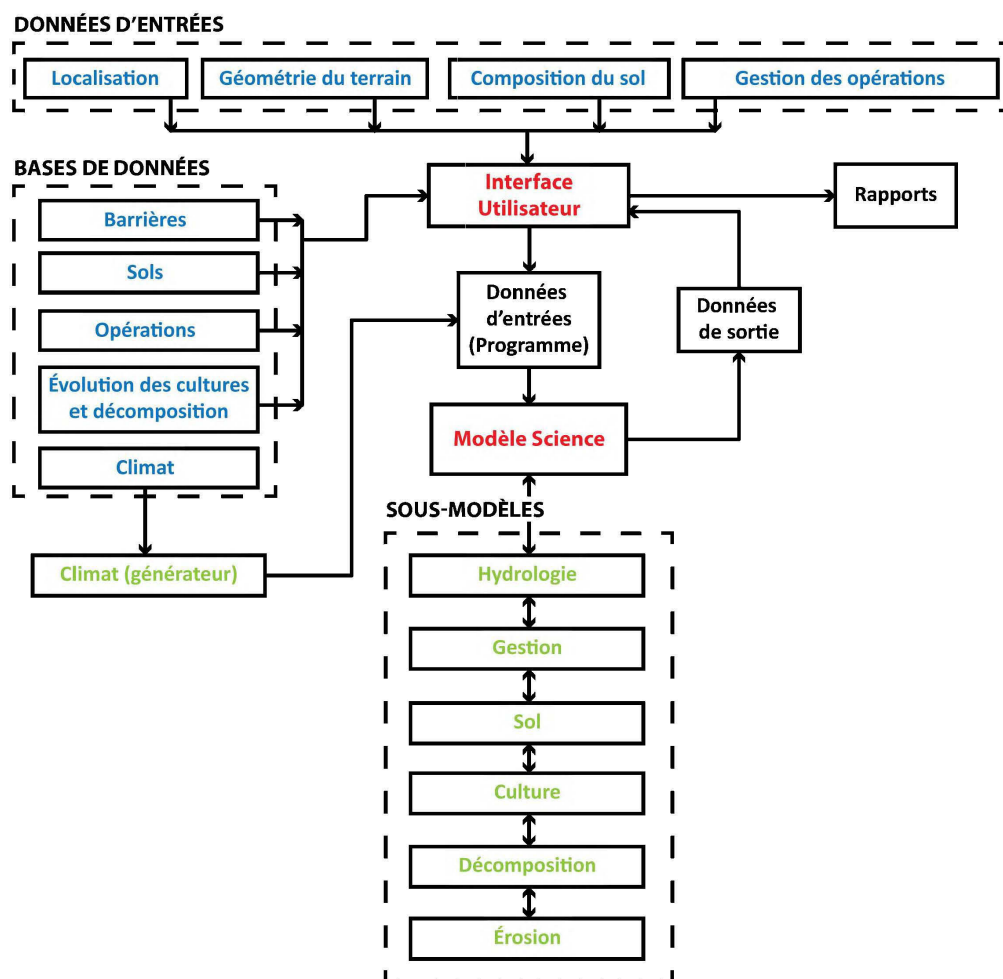 DONNÉES D'ENTRÉES
Localisation
Géométrie du terrain
Composition du sol
Gestion des opérations
BASES DE DONNÉES
Barrières
Sols
Opérations
Évolution des cultures
et décomposition
Climat
Climat (générateur)
Interface
Utilisateur
Rapports
Données
d'entrées
(Programme)
Données
de sortie
Modèle Science
SOUS-MODÈLES
Hydrologie
Gestion
Sol
Culture
Décomposition
Érosion